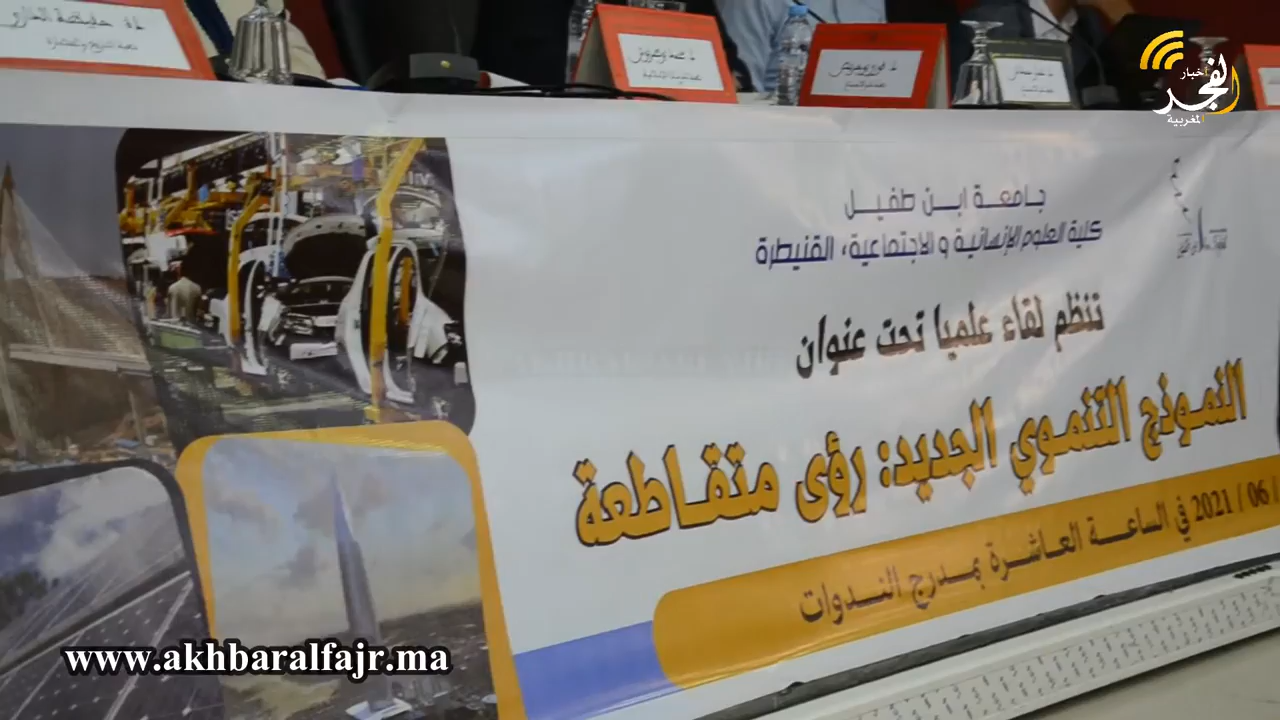 أخبار
الفجر
المغربية
جامعة ابن طفيل
كلية العلوم الإنسانية و الاجتماعية، القنيطرة
تنظم لقاء علميا تحت عنوان
النموذج التنموي الجديد: رؤى متقاطعة
2021 / 06 / في الساعة العاشرة بمدرج الندوات
www.akhbaralfajr.ma